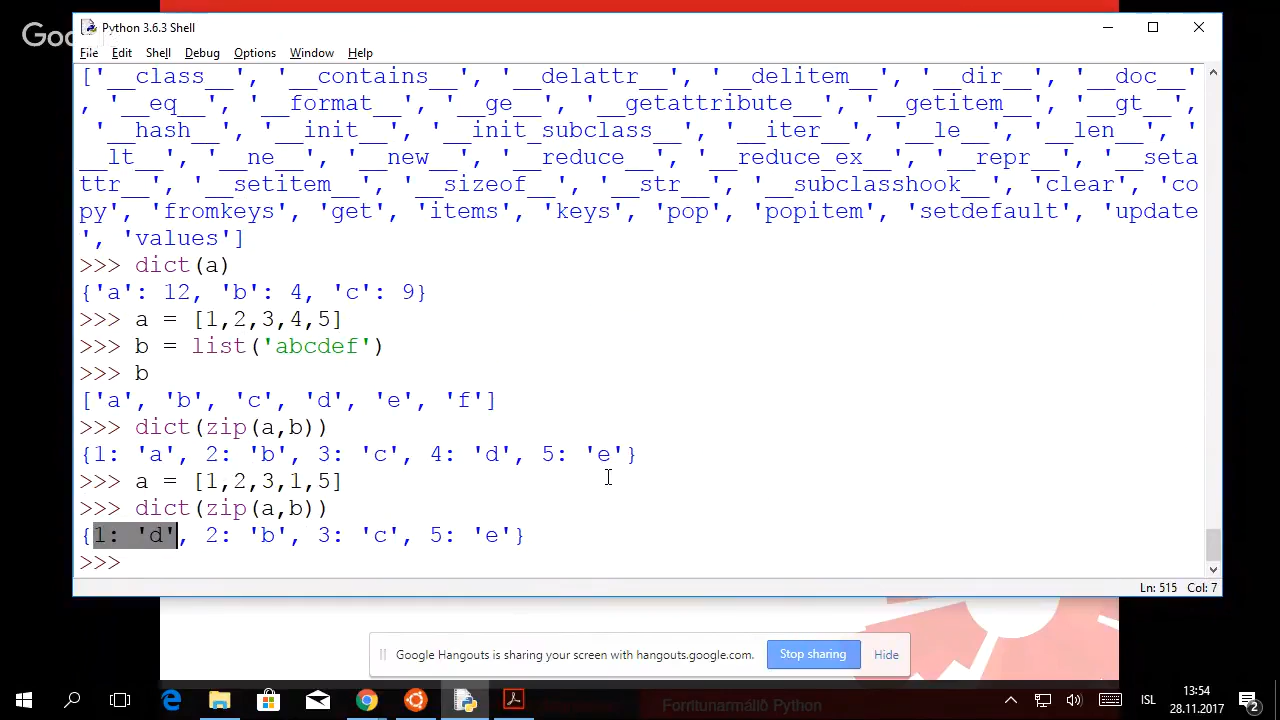 Goo
Python 3.6.3 Shell
File Edit Shell Debug Options Window Help
['__class__', '__contains__', '__delattr__', '__delitem__', '__dir__', '__doc__'
, '__eq__', '__format__', '__ge__', '__getattribute__', '__getitem__', '__gt__',
'__hash__', '__init__', '__init_subclass__', '__iter__', '__le__', '__len__', '
__lt__', '__ne__', '__new__', '__reduce__', '__reduce_ex__', '__repr__', '__seta
ttr__', '__setitem__', '__sizeof__', '__str__', '__subclasshook__', 'clear', 'co
py', 'fromkeys', 'get', 'items', 'keys', 'pop', 'popitem', 'setdefault', 'update
', 'values']
>>> dict(a)
{'a': 12, 'b': 4, 'c': 9}
>>> a = [1,2,3,4,5]
>>> b = list('abcdef')
>>> b
['a', 'b', 'c', 'd', 'e', 'f']
>>> dict(zip(a,b))
{1: 'a', 2: 'b', 3: 'c', 4: 'd', 5: 'e'}
>>> a = [1,2,3,1,5]
>>> dict(zip(a,b))
{1: 'd', 2: 'b', 3: 'c', 5: 'e'}
>>>
Ln: 515 Col: 7
Google Hangouts is sharing your screen with hangouts.google.com. Stop sharing Hide
Forritunarmálið Python
ÍSL
13:54
28.11.2017
2